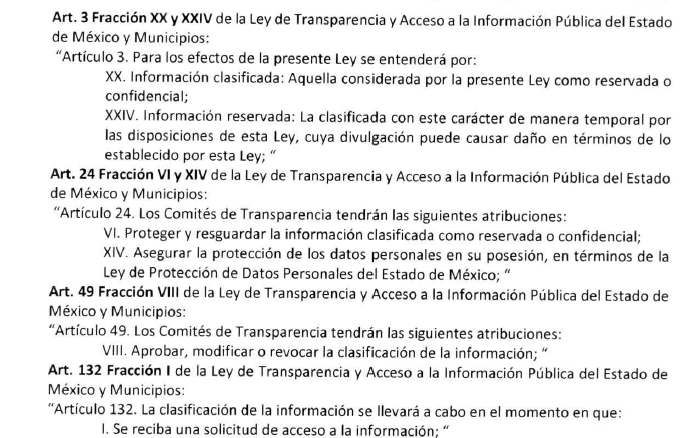 Art. 3 Fracción XX y XXIV de la Ley de Transparencia y Acceso a la Información Pública del Estado
de México y Municipios:
“Artículo 3. Para los efectos de la presente Ley se entenderá por:
XX. Información clasificada: Aquella considerada por la presente Ley como reservada o
confidencial;
XXIV. Información reservada: La clasificada con este carácter de manera temporal por
las disposiciones de esta Ley, cuya divulgación puede causar daño en términos de lo
establecido por esta Ley; “
Art. 24 Fracción VI y XIV de la Ley de Transparencia y Acceso a la Información Pública del Estado
de México y Municipios:
“Artículo 24. Los Comités de Transparencia tendrán las siguientes atribuciones:
VI. Proteger y resguardar la información clasificada como reservada o confidencial;
XIV. Asegurar la protección de los datos personales en su posesión, en términos de la
Ley de Protección de Datos Personales del Estado de México; “
Art. 49 Fracción VIII de la Ley de Transparencia y Acceso a la Información Pública del Estado de
México y Municipios:
“Artículo 49. Los Comités de Transparencia tendrán las siguientes atribuciones:
VIII. Aprobar, modificar o revocar la clasificación de la información; “
Art. 132 Fracción I de la Ley de Transparencia y Acceso a la Información Pública del Estado de
México y Municipios:
“Artículo 132. La clasificación de la información se llevará a cabo en el momento en que:
I. Se reciba una solicitud de acceso a la información; “